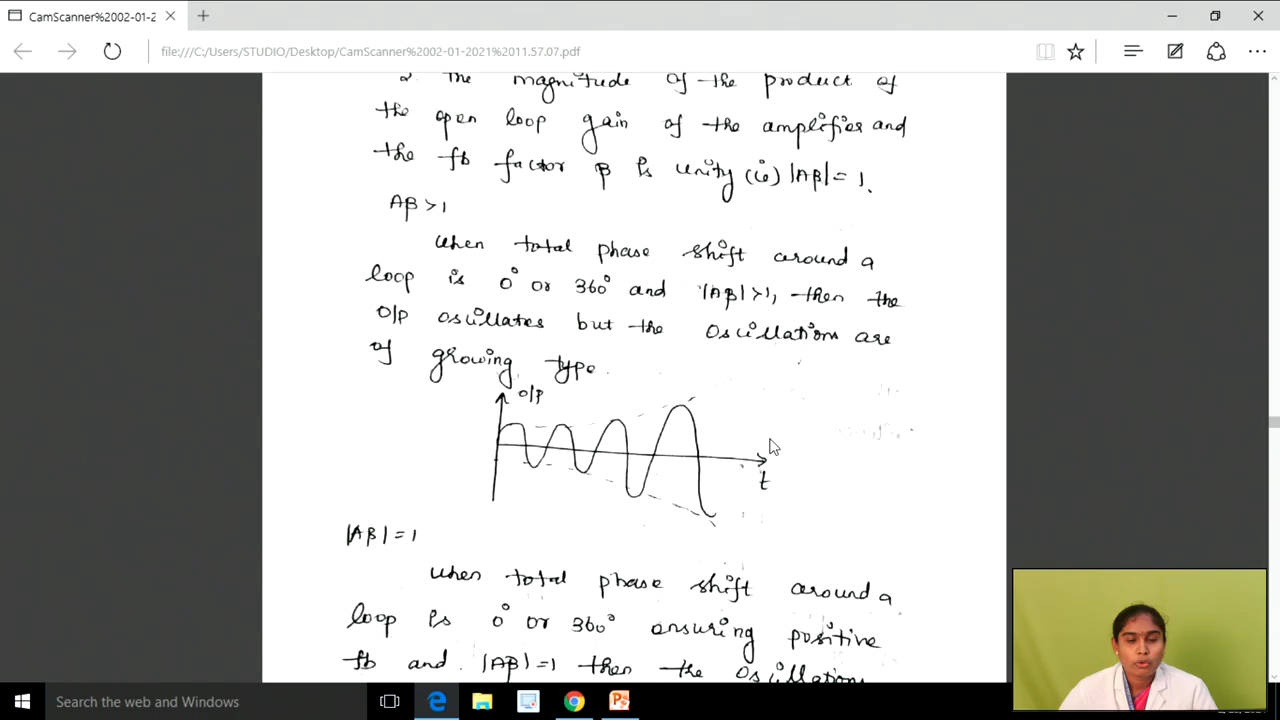 CamScanner%2002-01-2
file:///C:/Users/STUDIO/Desktop/CamScanner%2002-01-2021%2011.57.07.pdf
2. The magnitude of the product of
the open loop gain of the amplifier and
the fb factor β is unity (ie) |Aβ| = 1.
Aβ > 1
When total phase shift around a
loop is 0° or 360° and |Aβ| > 1, then the
O/P oscillates but the oscillations are
of growing type.
O/P
t
|Aβ| = 1
When total phase shift around a
loop is 0° or 360° ensuring positive
fb and |Aβ| = 1 then the oscillations
Search the web and Windows